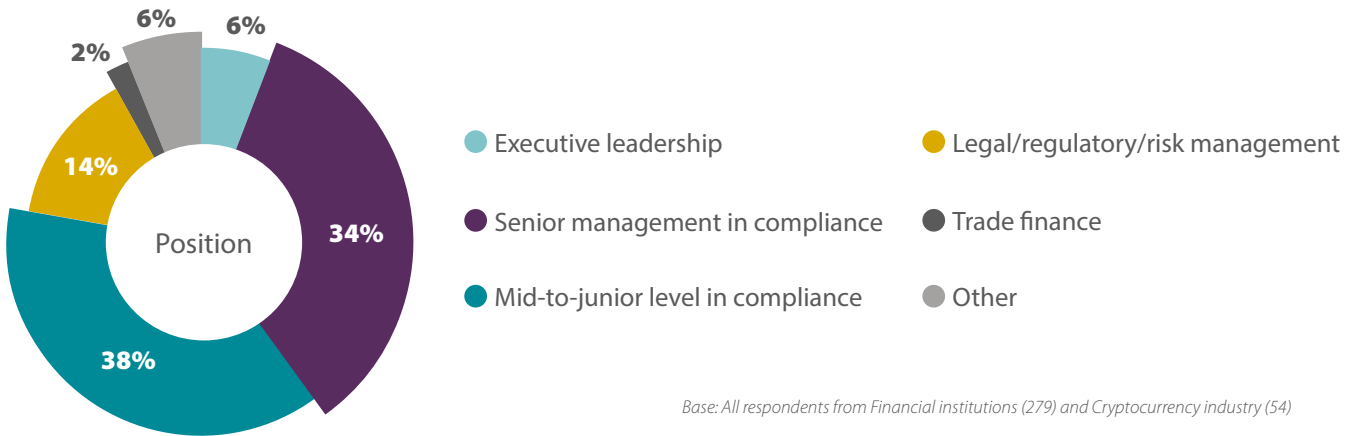 6%
6%
2%
14%
34%
38%
Position
Executive leadership
Senior management in compliance
Mid-to-junior level in compliance
Legal/regulatory/risk management
Trade finance
Other
Base: All respondents from Financial institutions (279) and Cryptocurrency industry (54)